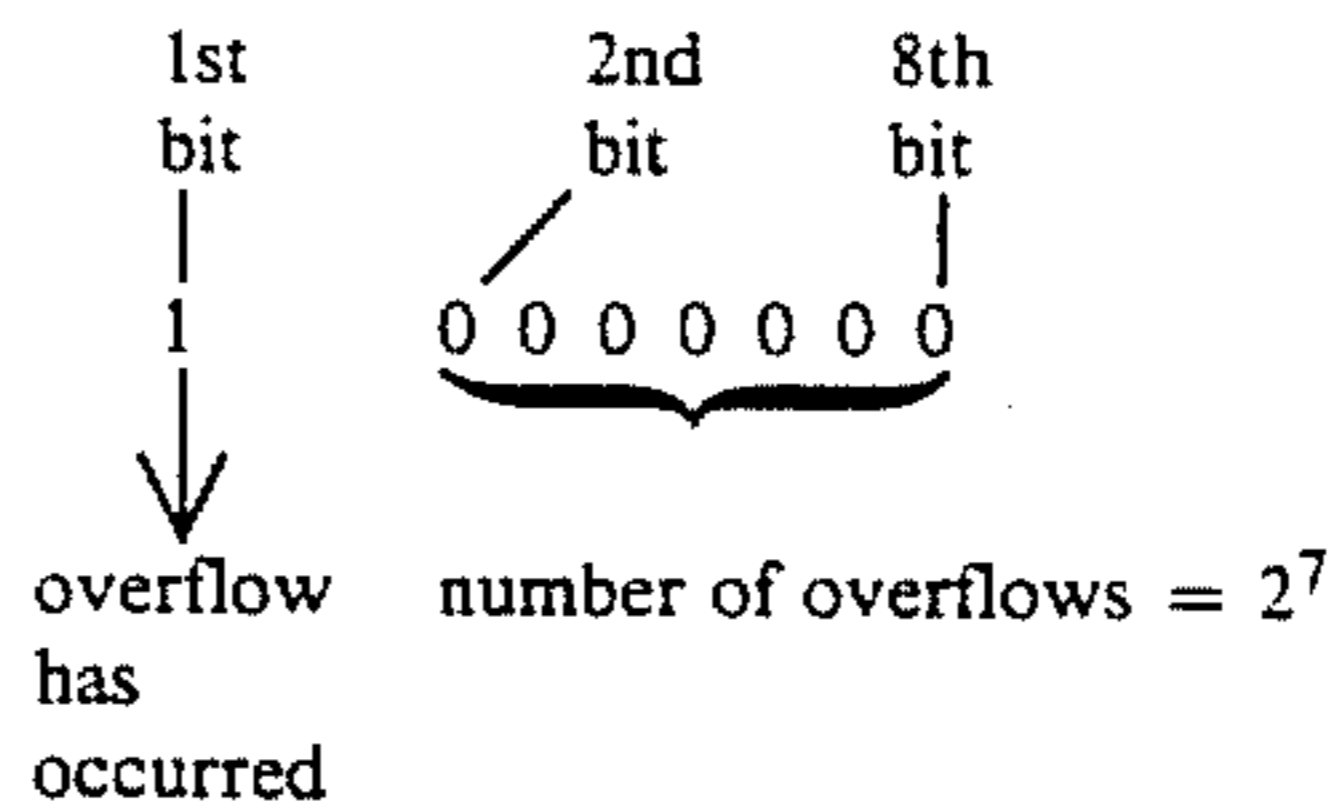 1st 2nd 8th
bit bit bit
1 0 0 0 0 0 0 0
overflow number of overflows = 2⁷
has
occurred